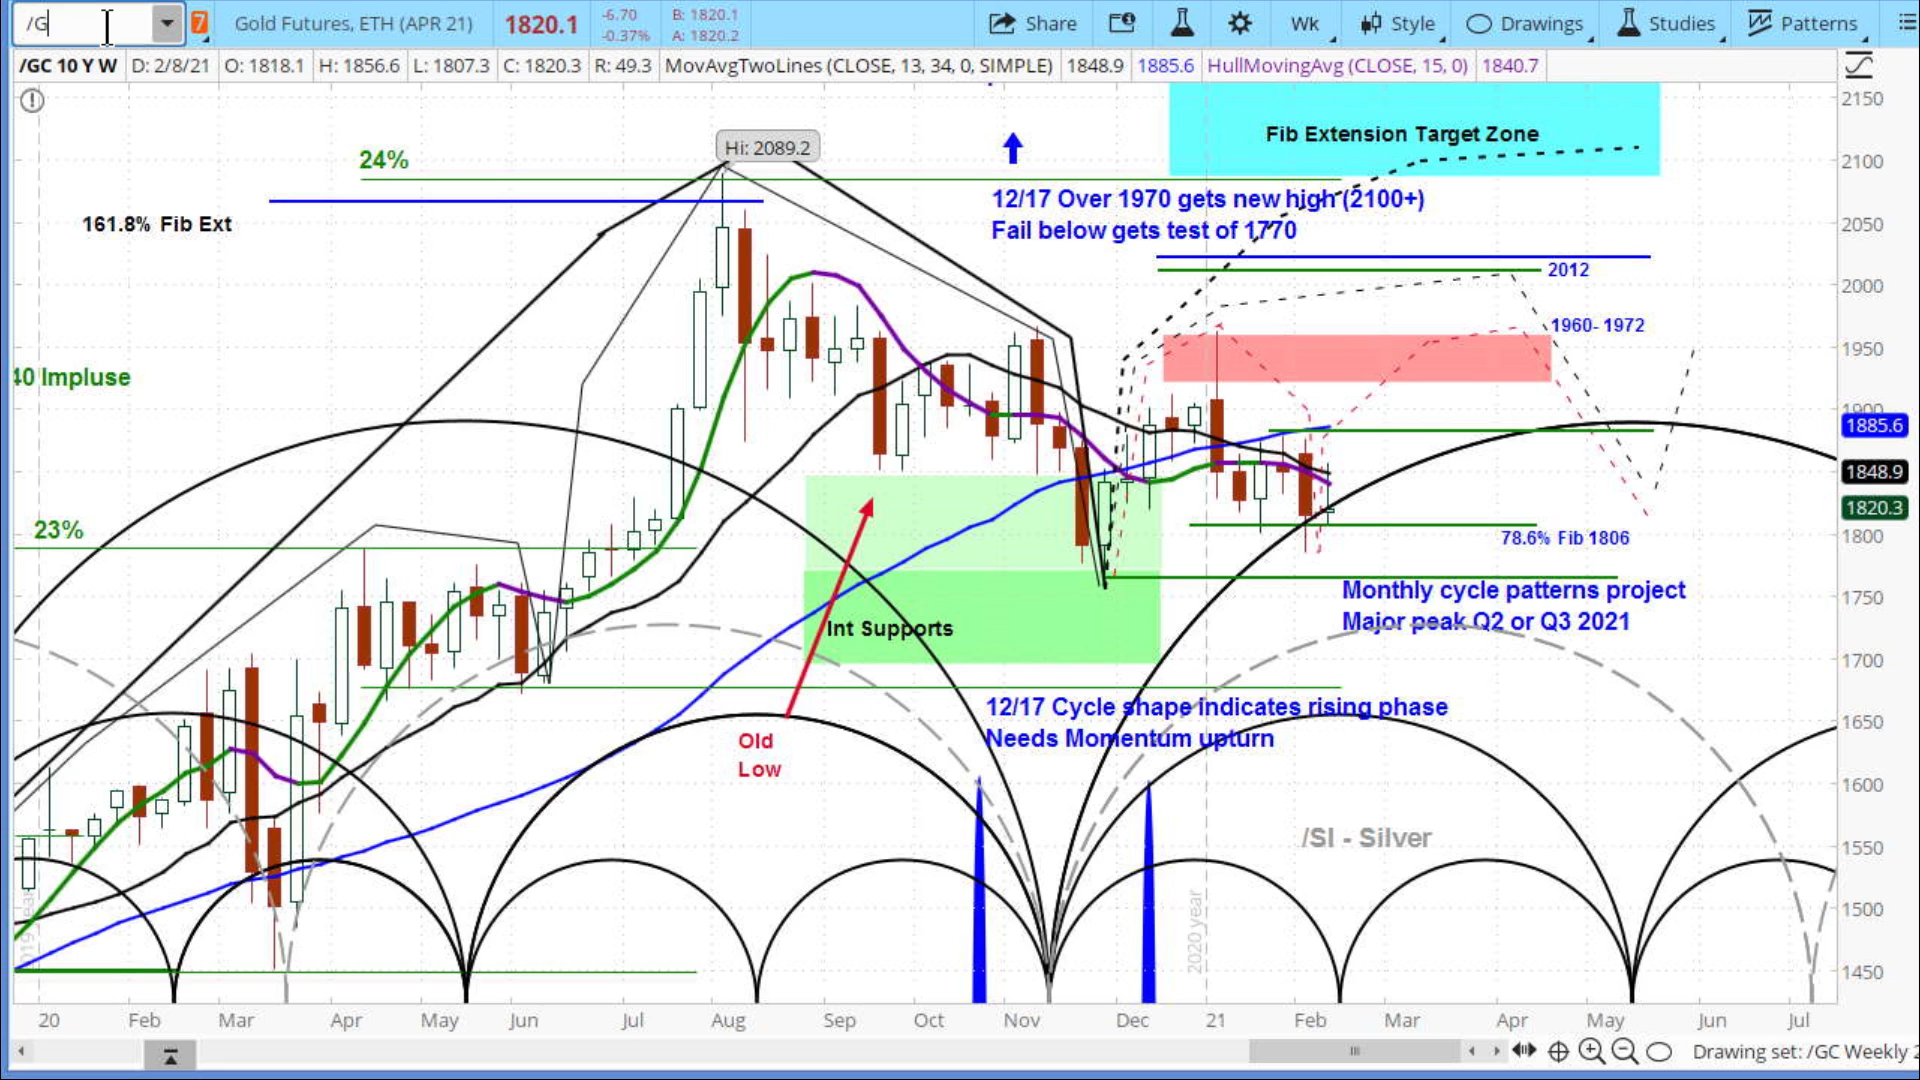 /G
7
Gold Futures, ETH (APR 21)
1820.1
-6.70
-0.37%
B: 1820.1
A: 1820.2
Share
Wk
Style
Drawings
Studies
Patterns
/GC 10 Y W
D: 2/8/21
O: 1818.1
H: 1856.6
L: 1807.3
C: 1820.3
R: 49.3
MovAvgTwoLines (CLOSE, 13, 34, 0, SIMPLE)
1848.9
1885.6
HullMovingAvg (CLOSE, 15, 0)
1840.7
Fib Extension Target Zone
Hi: 2089.2
24%
12/17 Over 1970 gets new high (2100+)
Fail below gets test of 1770
161.8% Fib Ext
2012
1960- 1972
40 Impluse
23%
78.6% Fib 1806
Monthly cycle patterns project
Major peak Q2 or Q3 2021
Int Supports
12/17 Cycle shape indicates rising phase
Needs Momentum upturn
Old
Low
/SI - Silver
2020 year
2150
2100
2050
2000
1950
1900
1885.6
1848.9
1820.3
1800
1750
1700
1650
1600
1550
1500
1450
20
Feb
Mar
Apr
May
Jun
Jul
Aug
Sep
Oct
Nov
Dec
21
Feb
Mar
Apr
May
Jun
Jul
Drawing set: /GC Weekly 2